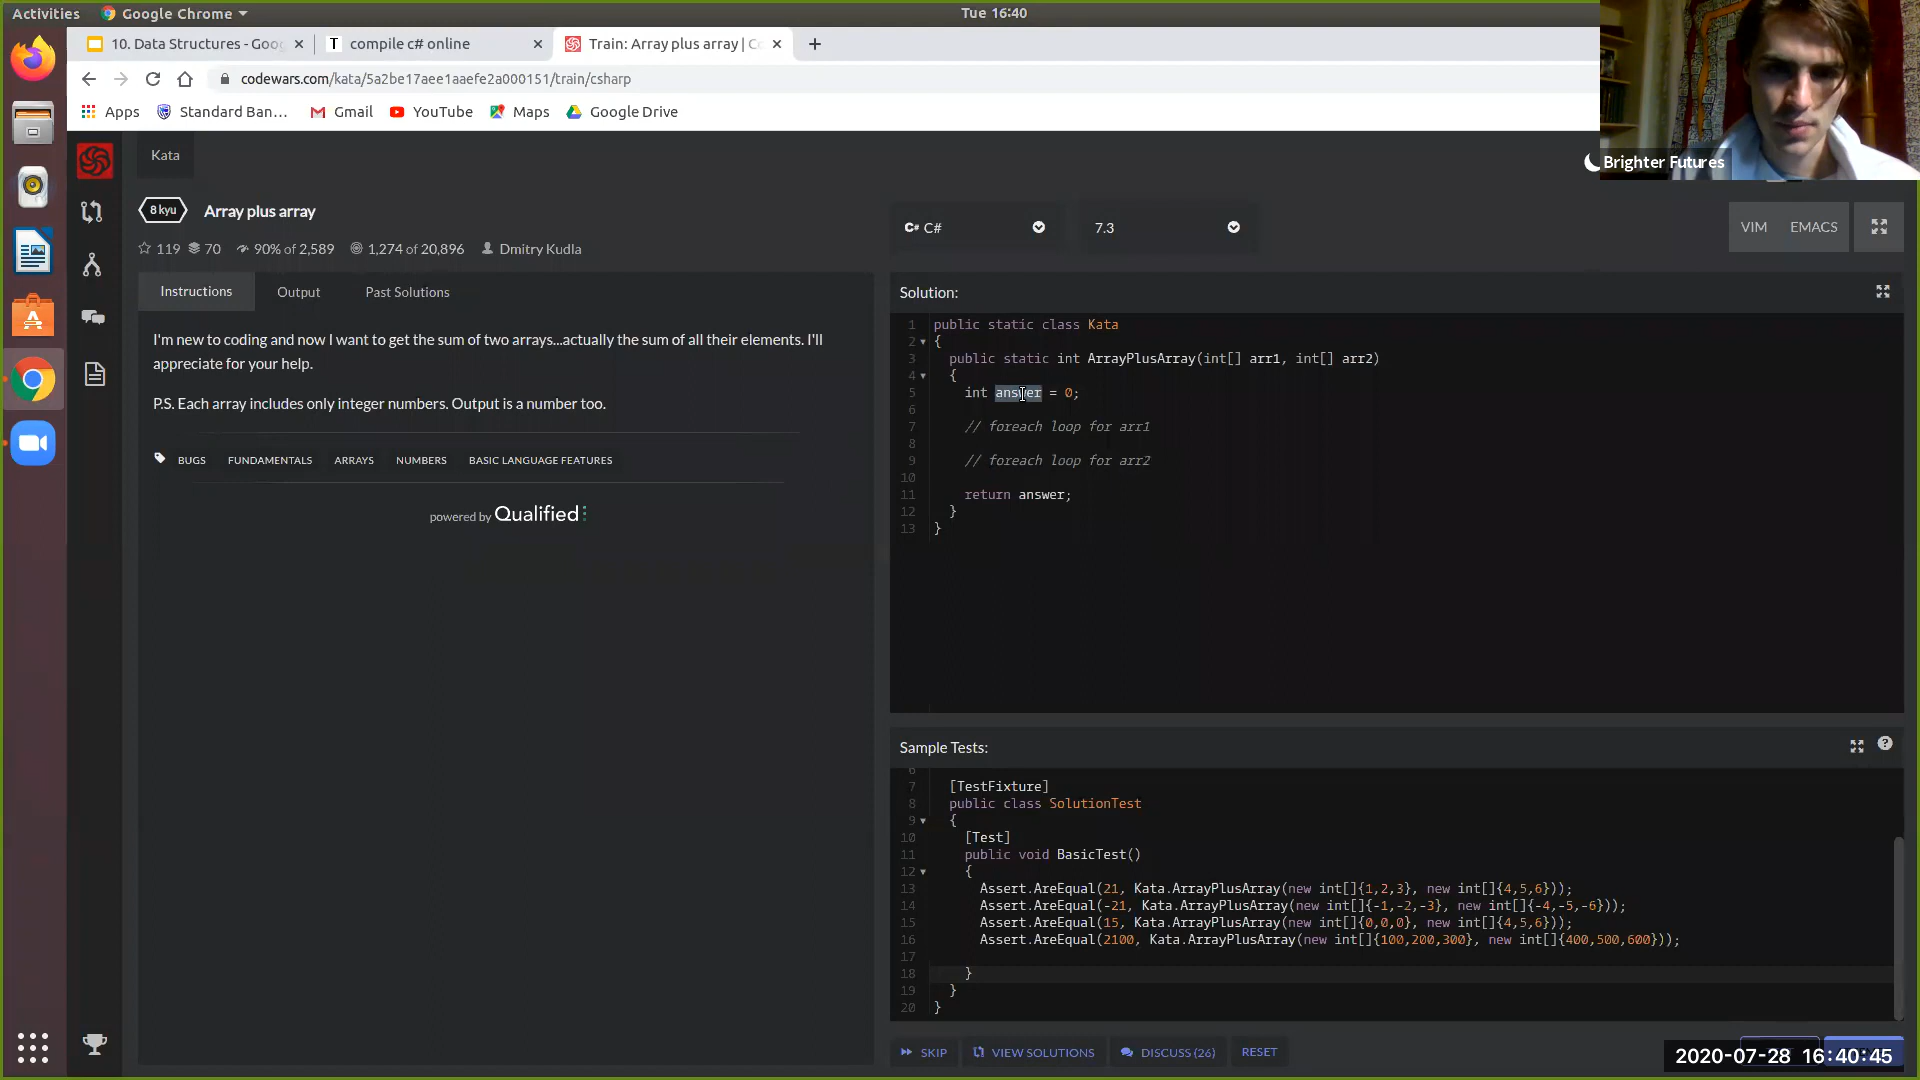 Activities
Google Chrome
Tue 16:40
10. Data Structures - Goog
T compile c# online
Train: Array plus array | Co
codewars.com/kata/5a2be17aee1aaefe2a000151/train/csharp
Apps
Standard Ban...
Gmail
YouTube
Maps
Google Drive
Brighter Futures
Kata
8 kyu
Array plus array
119
70
90% of 2,589
1,274 of 20,896
Dmitry Kudla
C# C#
7.3
VIM
EMACS
Instructions
Output
Past Solutions
I'm new to coding and now I want to get the sum of two arrays...actually the sum of all their elements. I'll
appreciate for your help.
P.S. Each array includes only integer numbers. Output is a number too.
BUGS
FUNDAMENTALS
ARRAYS
NUMBERS
BASIC LANGUAGE FEATURES
powered by Qualified
Solution:
1 public static class Kata
2 {
3 public static int ArrayPlusArray(int[] arr1, int[] arr2)
4 {
5 int answer = 0;
6
7 // foreach loop for arr1
8
9 // foreach loop for arr2
10
11 return answer;
12 }
13 }
Sample Tests:
6
7 [TestFixture]
8 public class SolutionTest
9 {
10 [Test]
11 public void BasicTest()
12 {
13 Assert.AreEqual(21, Kata.ArrayPlusArray(new int[]{1,2,3}, new int[]{4,5,6}));
14 Assert.AreEqual(-21, Kata.ArrayPlusArray(new int[]{-1,-2,-3}, new int[]{-4,-5,-6}));
15 Assert.AreEqual(15, Kata.ArrayPlusArray(new int[]{0,0,0}, new int[]{4,5,6}));
16 Assert.AreEqual(2100, Kata.ArrayPlusArray(new int[]{100,200,300}, new int[]{400,500,600}));
17
18 }
19 }
20 }
SKIP
VIEW SOLUTIONS
DISCUSS (26)
RESET
2020-07-28 16:40:45